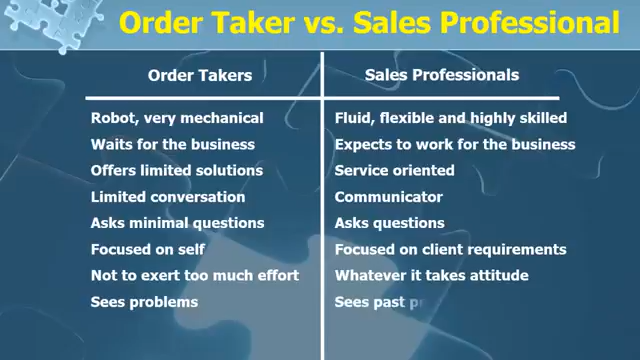 Order Taker vs. Sales Professional
Order Takers Sales Professionals
Robot, very mechanical Fluid, flexible and highly skilled
Waits for the business Expects to work for the business
Offers limited solutions Service oriented
Limited conversation Communicator
Asks minimal questions Asks questions
Focused on self Focused on client requirements
Not to exert too much effort Whatever it takes attitude
Sees problems Sees past